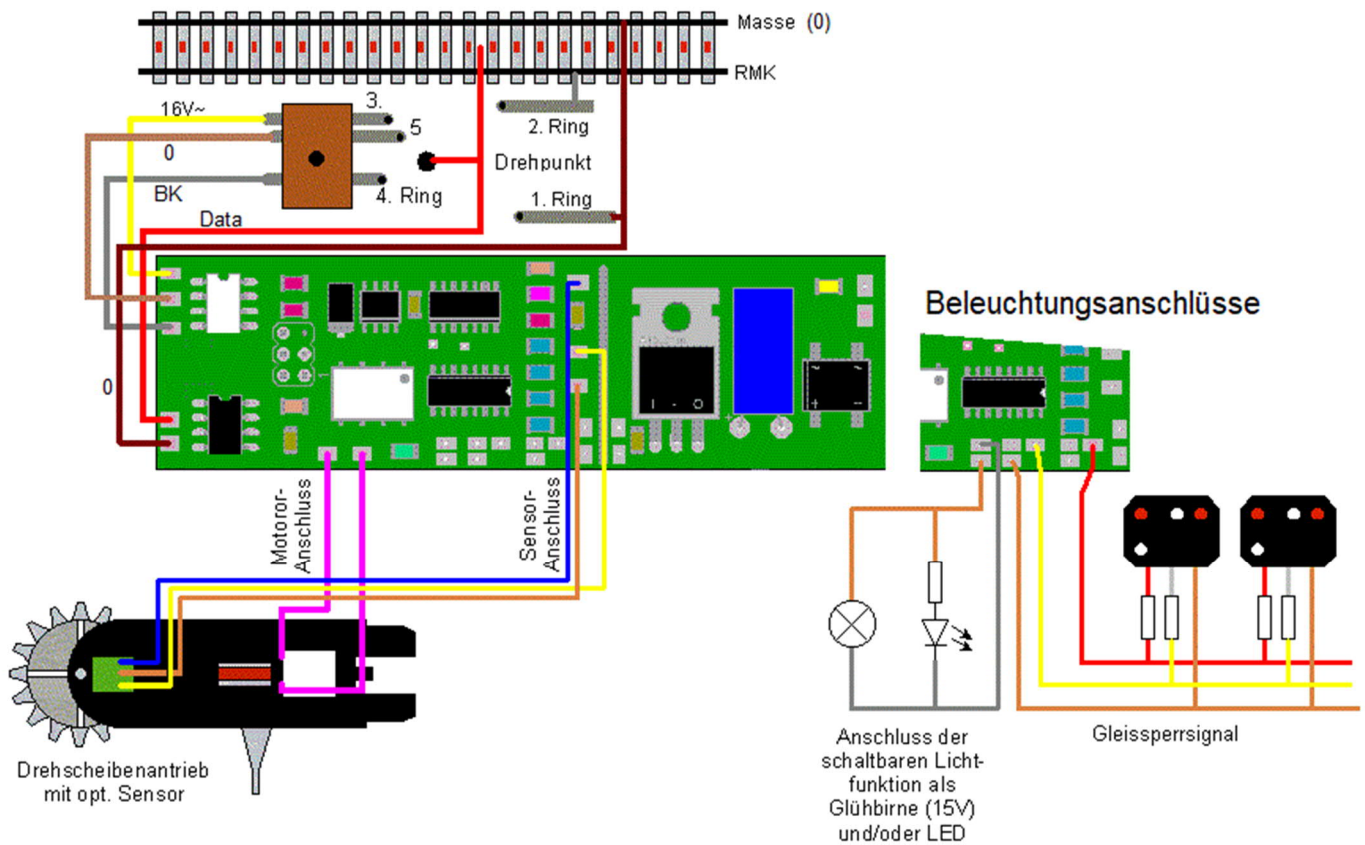 Masse (0)
RMK
16V~
3.
5
2. Ring
0
Drehpunkt
BK
4. Ring
1. Ring
Data
Beleuchtungsanschlüsse
0
1
I - O
+
+ -
Motoror-
Anschluss
Sensor-
Anschluss
Drehscheibenantrieb
mit opt. Sensor
Anschluss der
schaltbaren Licht-
funktion als
Glühbirne (15V)
und/oder LED
Gleissperrsignal